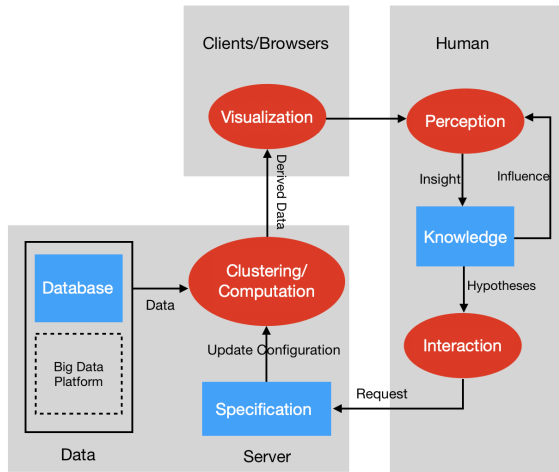 Clients/Browsers
Human
Visualization
Perception
Derived Data
Insight
Influence
Knowledge
Clustering/
Computation
Database
Data
Hypotheses
Big Data
Platform
Update Configuration
Interaction
Specification
Request
Data
Server